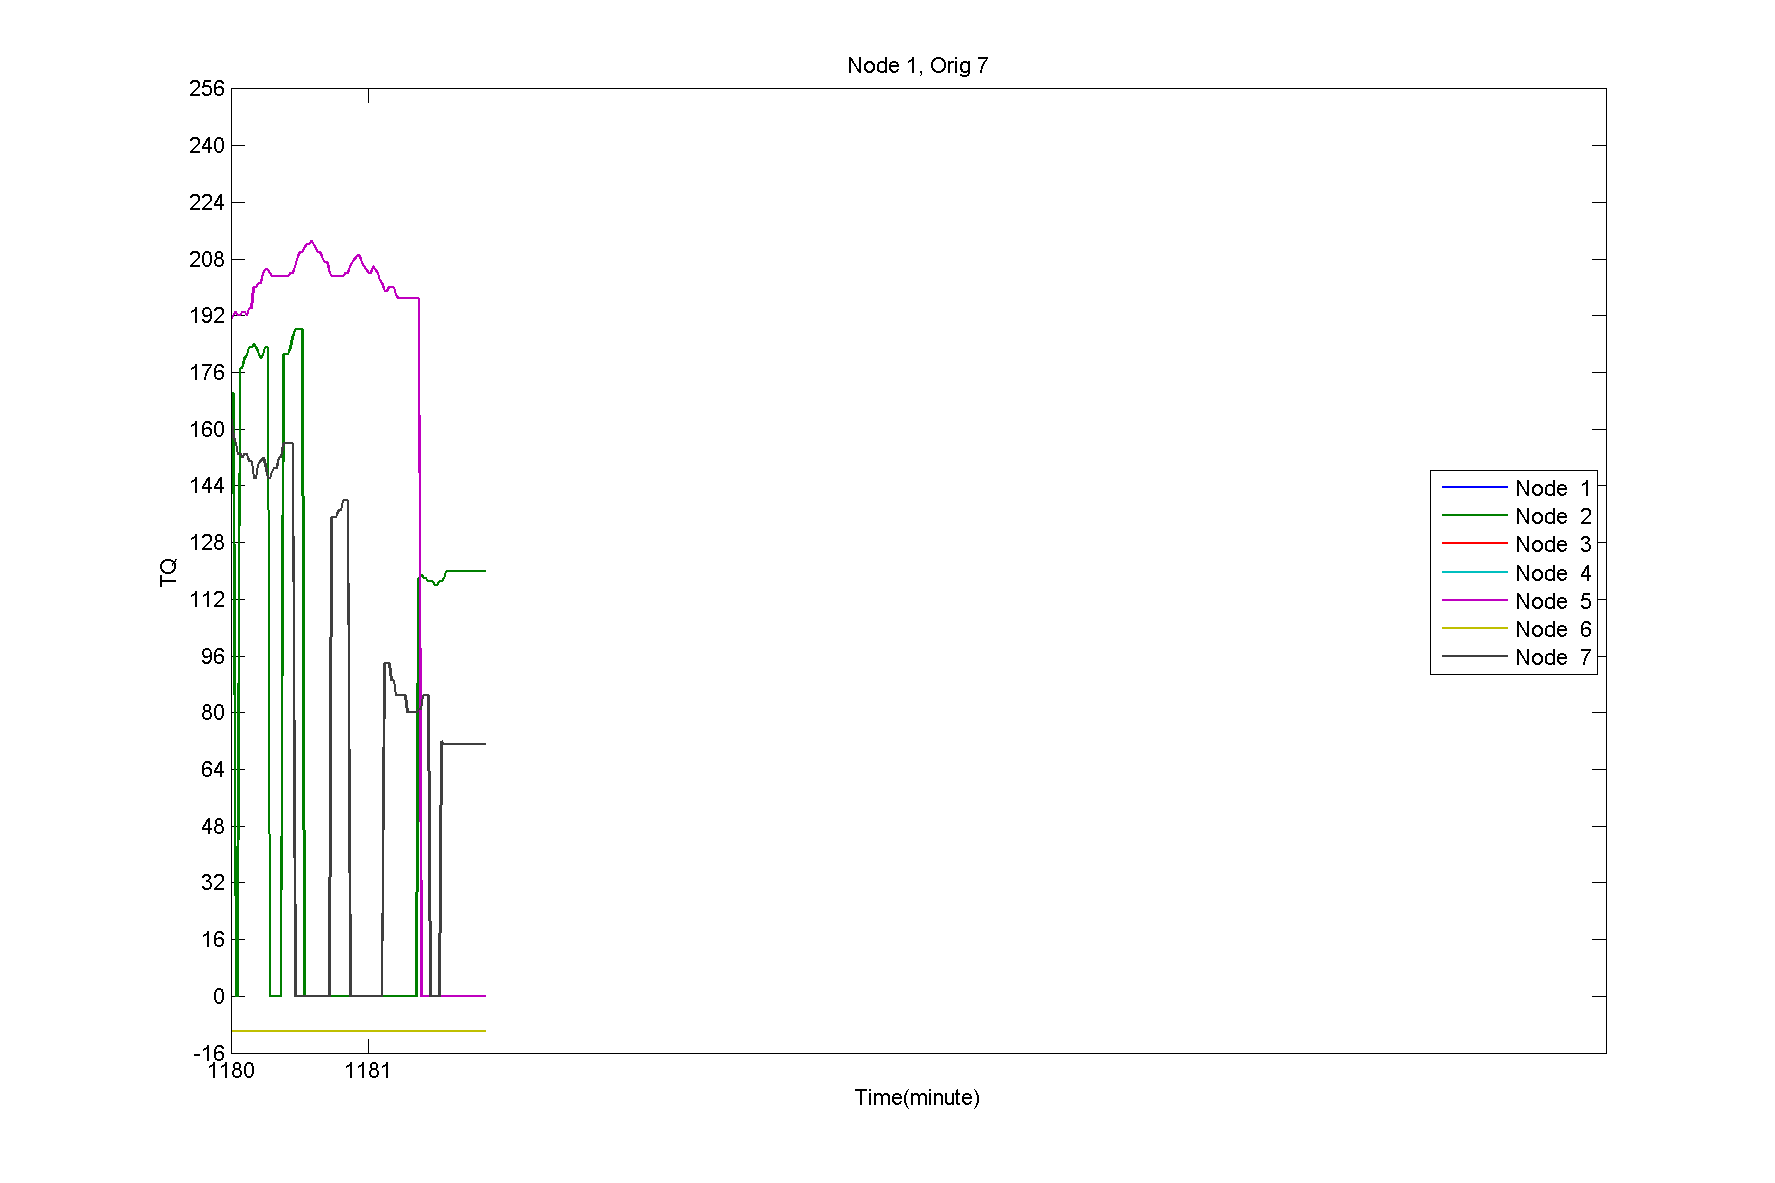 Node 1, Orig 7
256
240
224
208
192
176
160
144
128
112
96
80
64
48
32
16
0
-16
TQ
1180 1181
Time(minute)
Node 1
Node 2
Node 3
Node 4
Node 5
Node 6
Node 7